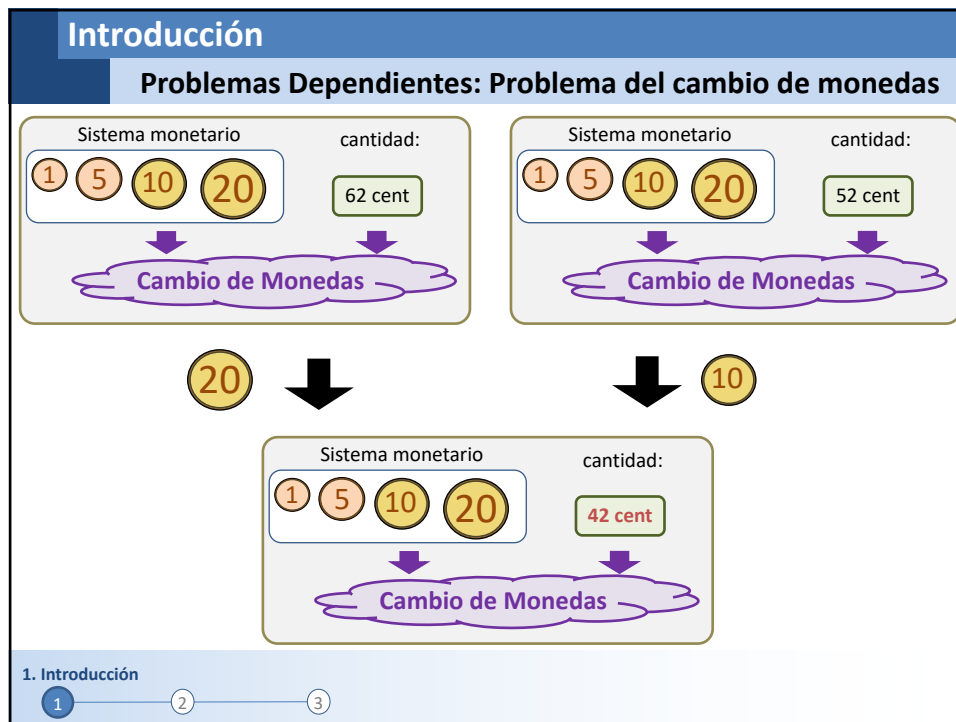 Introducción
Problemas Dependientes: Problema del cambio de monedas
Sistema monetario
cantidad:
1 5 10 20
62 cent
Cambio de Monedas
Sistema monetario
cantidad:
1 5 10 20
52 cent
Cambio de Monedas
20
10
Sistema monetario
cantidad:
1 5 10 20
42 cent
Cambio de Monedas
1. Introducción
1 2 3